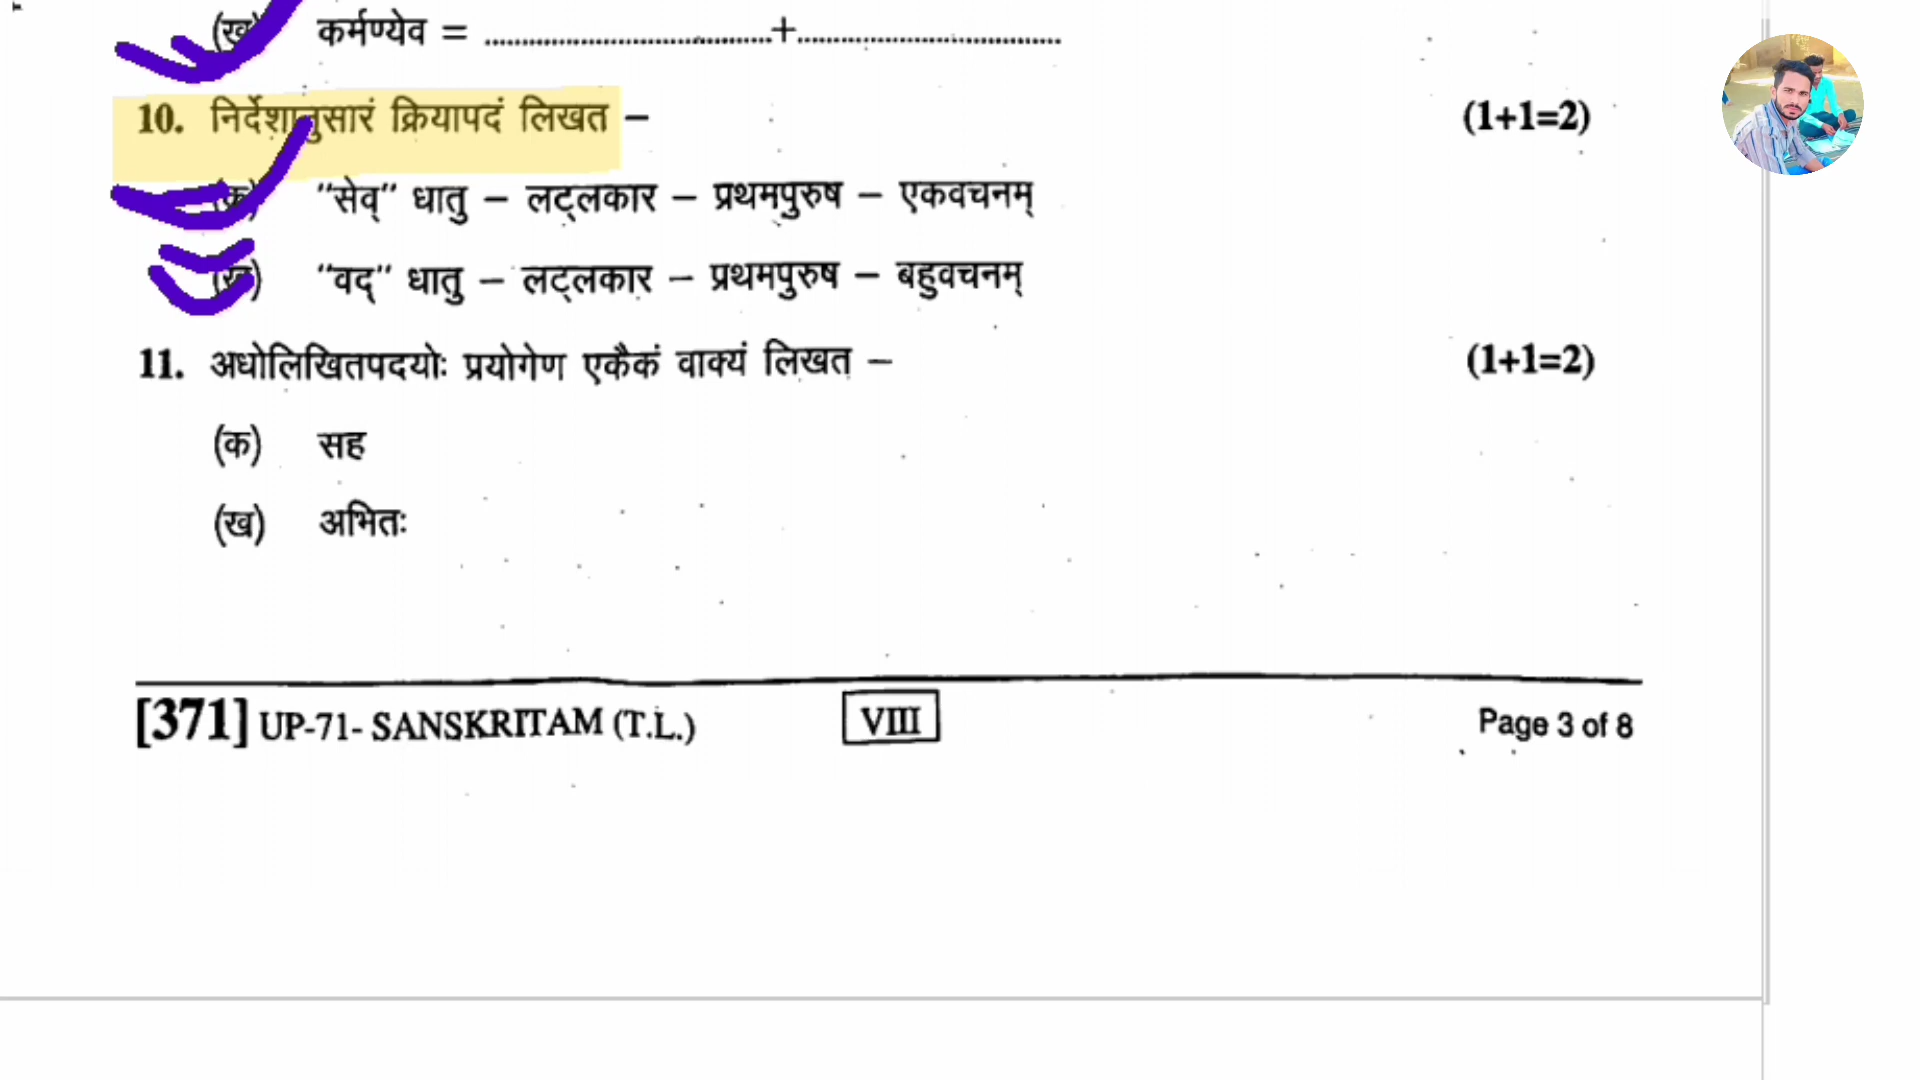 (ख) कर्मण्येव = ........................................+.....................................
10. निर्देशानुसारं क्रियापदं लिखत – (1+1=2)
(क) “सेव्” धातु – लट्लकार – प्रथमपुरुष – एकवचनम्
(ख) “वद्” धातु – लट्लकार – प्रथमपुरुष – बहुवचनम्
11. अधोलिखितपदयोः प्रयोगेण एकैकं वाक्यं लिखत – (1+1=2)
(क) सह
(ख) अभितः
[371] UP-71- SANSKRITAM (T.L.) VIII Page 3 of 8